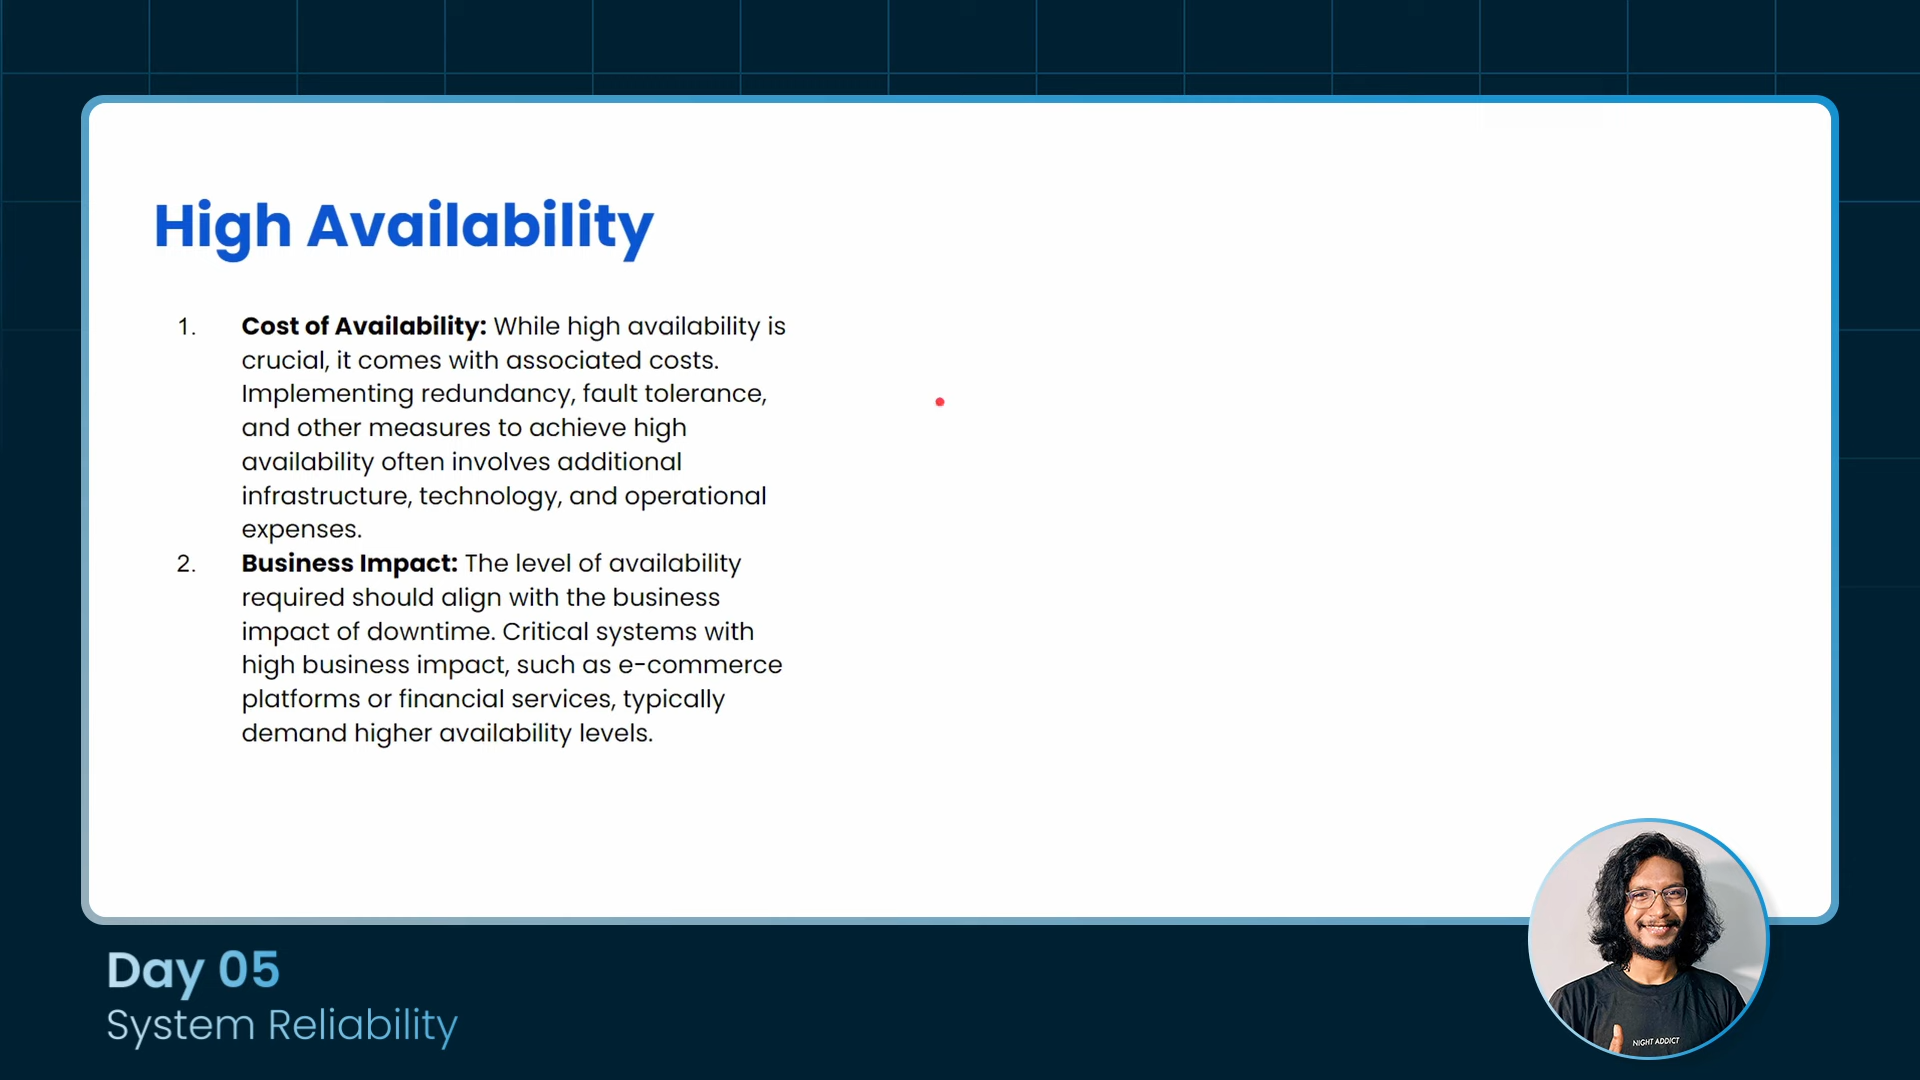 High Availability
1. Cost of Availability: While high availability is
crucial, it comes with associated costs.
Implementing redundancy, fault tolerance,
and other measures to achieve high
availability often involves additional
infrastructure, technology, and operational
expenses.
2. Business Impact: The level of availability
required should align with the business
impact of downtime. Critical systems with
high business impact, such as e-commerce
platforms or financial services, typically
demand higher availability levels.
Day 05
System Reliability
NIGHT ADDICT